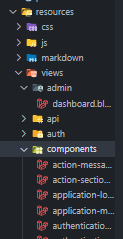 resources
css
js
markdown
views
admin
dashboard.bl...
api
auth
components
action-messa...
action-sectio...
application-lo...
application-m...
authenticatio...